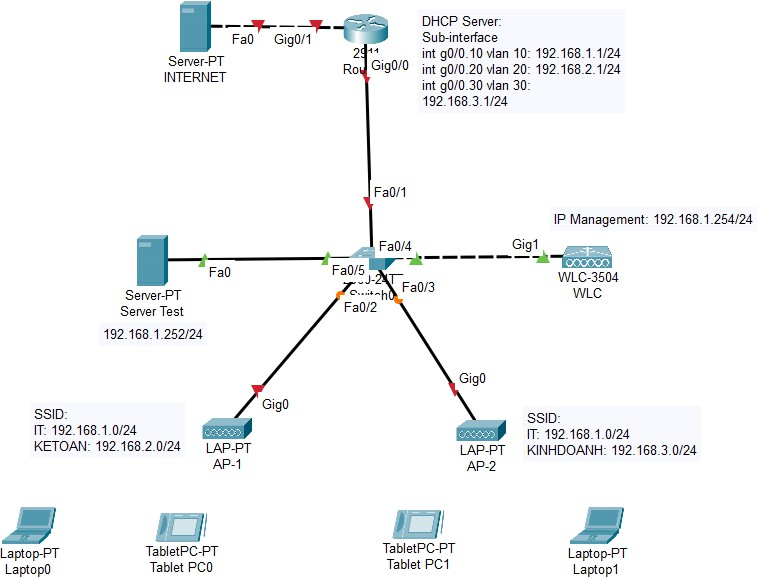 DHCP Server:
Sub-interface
int g0/0.10 vlan 10: 192.168.1.1/24
int g0/0.20 vlan 20: 192.168.2.1/24
int g0/0.30 vlan 30:
192.168.3.1/24
Fa0
Gig0/1
Server-PT
INTERNET
Gig0/0
Fa0/1
IP Management: 192.168.1.254/24
Fa0/4
Gig1
WLC-3504
WLC
Fa0
Fa0/5
Server-PT
Server Test
192.168.1.252/24
Fa0/3
Fa0/2
Gig0
Gig0
SSID:
IT: 192.168.1.0/24
KETOAN: 192.168.2.0/24
LAP-PT
AP-1
LAP-PT
AP-2
SSID:
IT: 192.168.1.0/24
KINHDOANH: 192.168.3.0/24
Laptop-PT
Laptop0
TabletPC-PT
Tablet PC0
TabletPC-PT
Tablet PC1
Laptop-PT
Laptop1